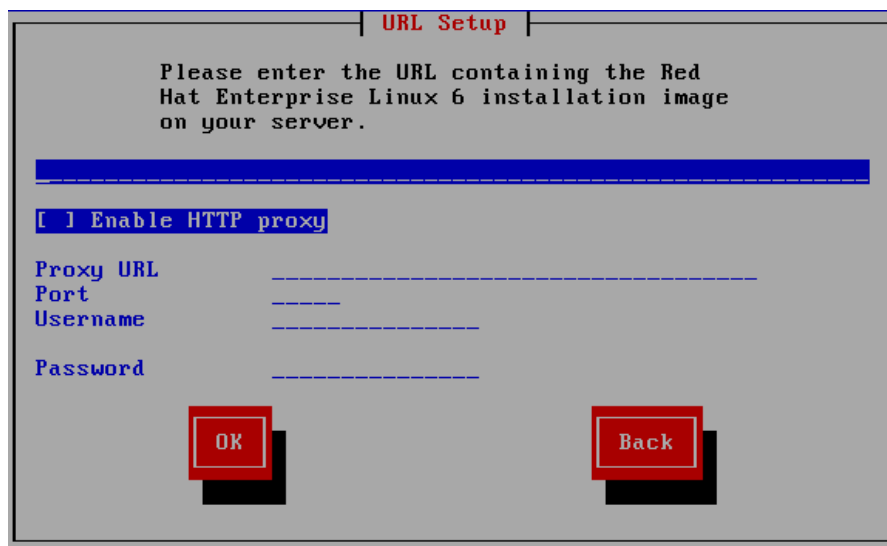 URL Setup
Please enter the URL containing the Red
Hat Enterprise Linux 6 installation image
on your server.
[ ] Enable HTTP proxy
Proxy URL
Port
Username
Password
OK Back